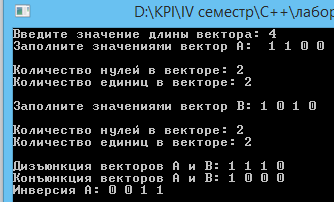 D:\KPI\IV семестр\C++\лабор
Введите значение длины вектора: 4
Заполните значениями вектор A: 1 1 0 0
Количество нулей в векторе: 2
Количество единиц в векторе: 2
Заполните значениями вектор B: 1 0 1 0
Количество нулей в векторе: 2
Количество единиц в векторе: 2
Дизъюнкция векторов A и B: 1 1 1 0
Конъюнкция векторов A и B: 1 0 0 0
Инверсия A: 0 0 1 1